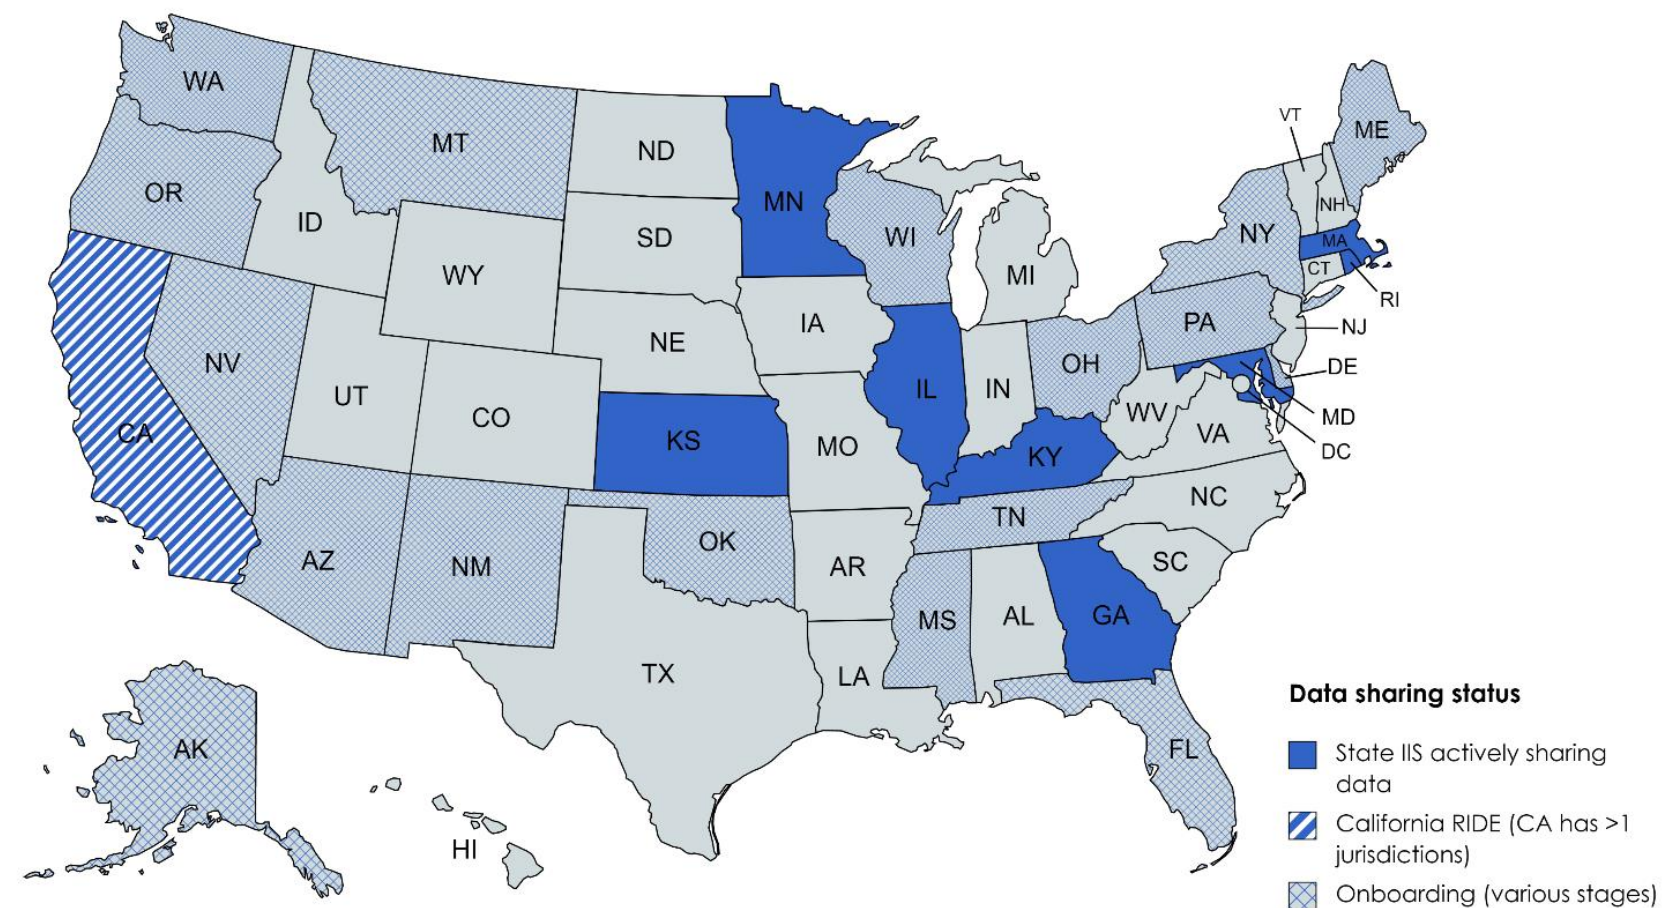 WA
MT
ND
MN
VT
ME
OR
ID
SD
WI
NH
NY
MA
WY
MI
CT
RI
IA
NE
PA
NJ
NV
OH
DE
UT
CO
IL
IN
WV
MD
CA
KS
MO
KY
VA
DC
NC
TN
AZ
NM
OK
AR
SC
MS
AL
GA
TX
LA
AK
FL
HI
Data sharing status
State IIS actively sharing
data
California RIDE (CA has >1
jurisdictions)
Onboarding (various stages)